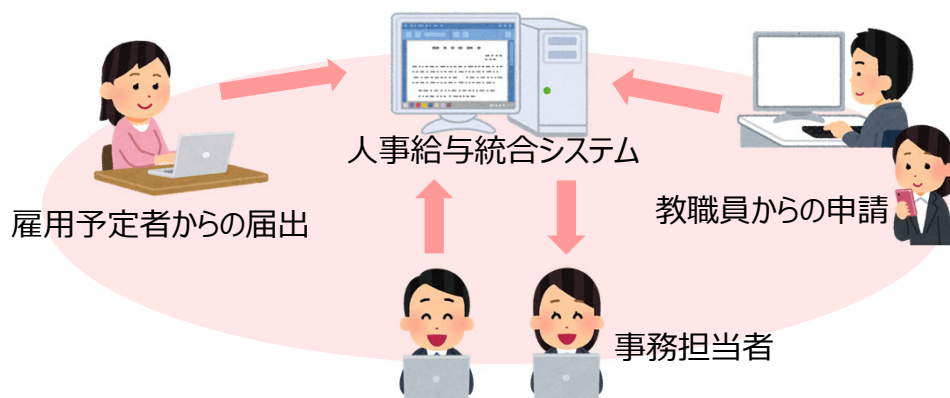 人事給与統合システム
雇用予定者からの届出
教職員からの申請
事務担当者